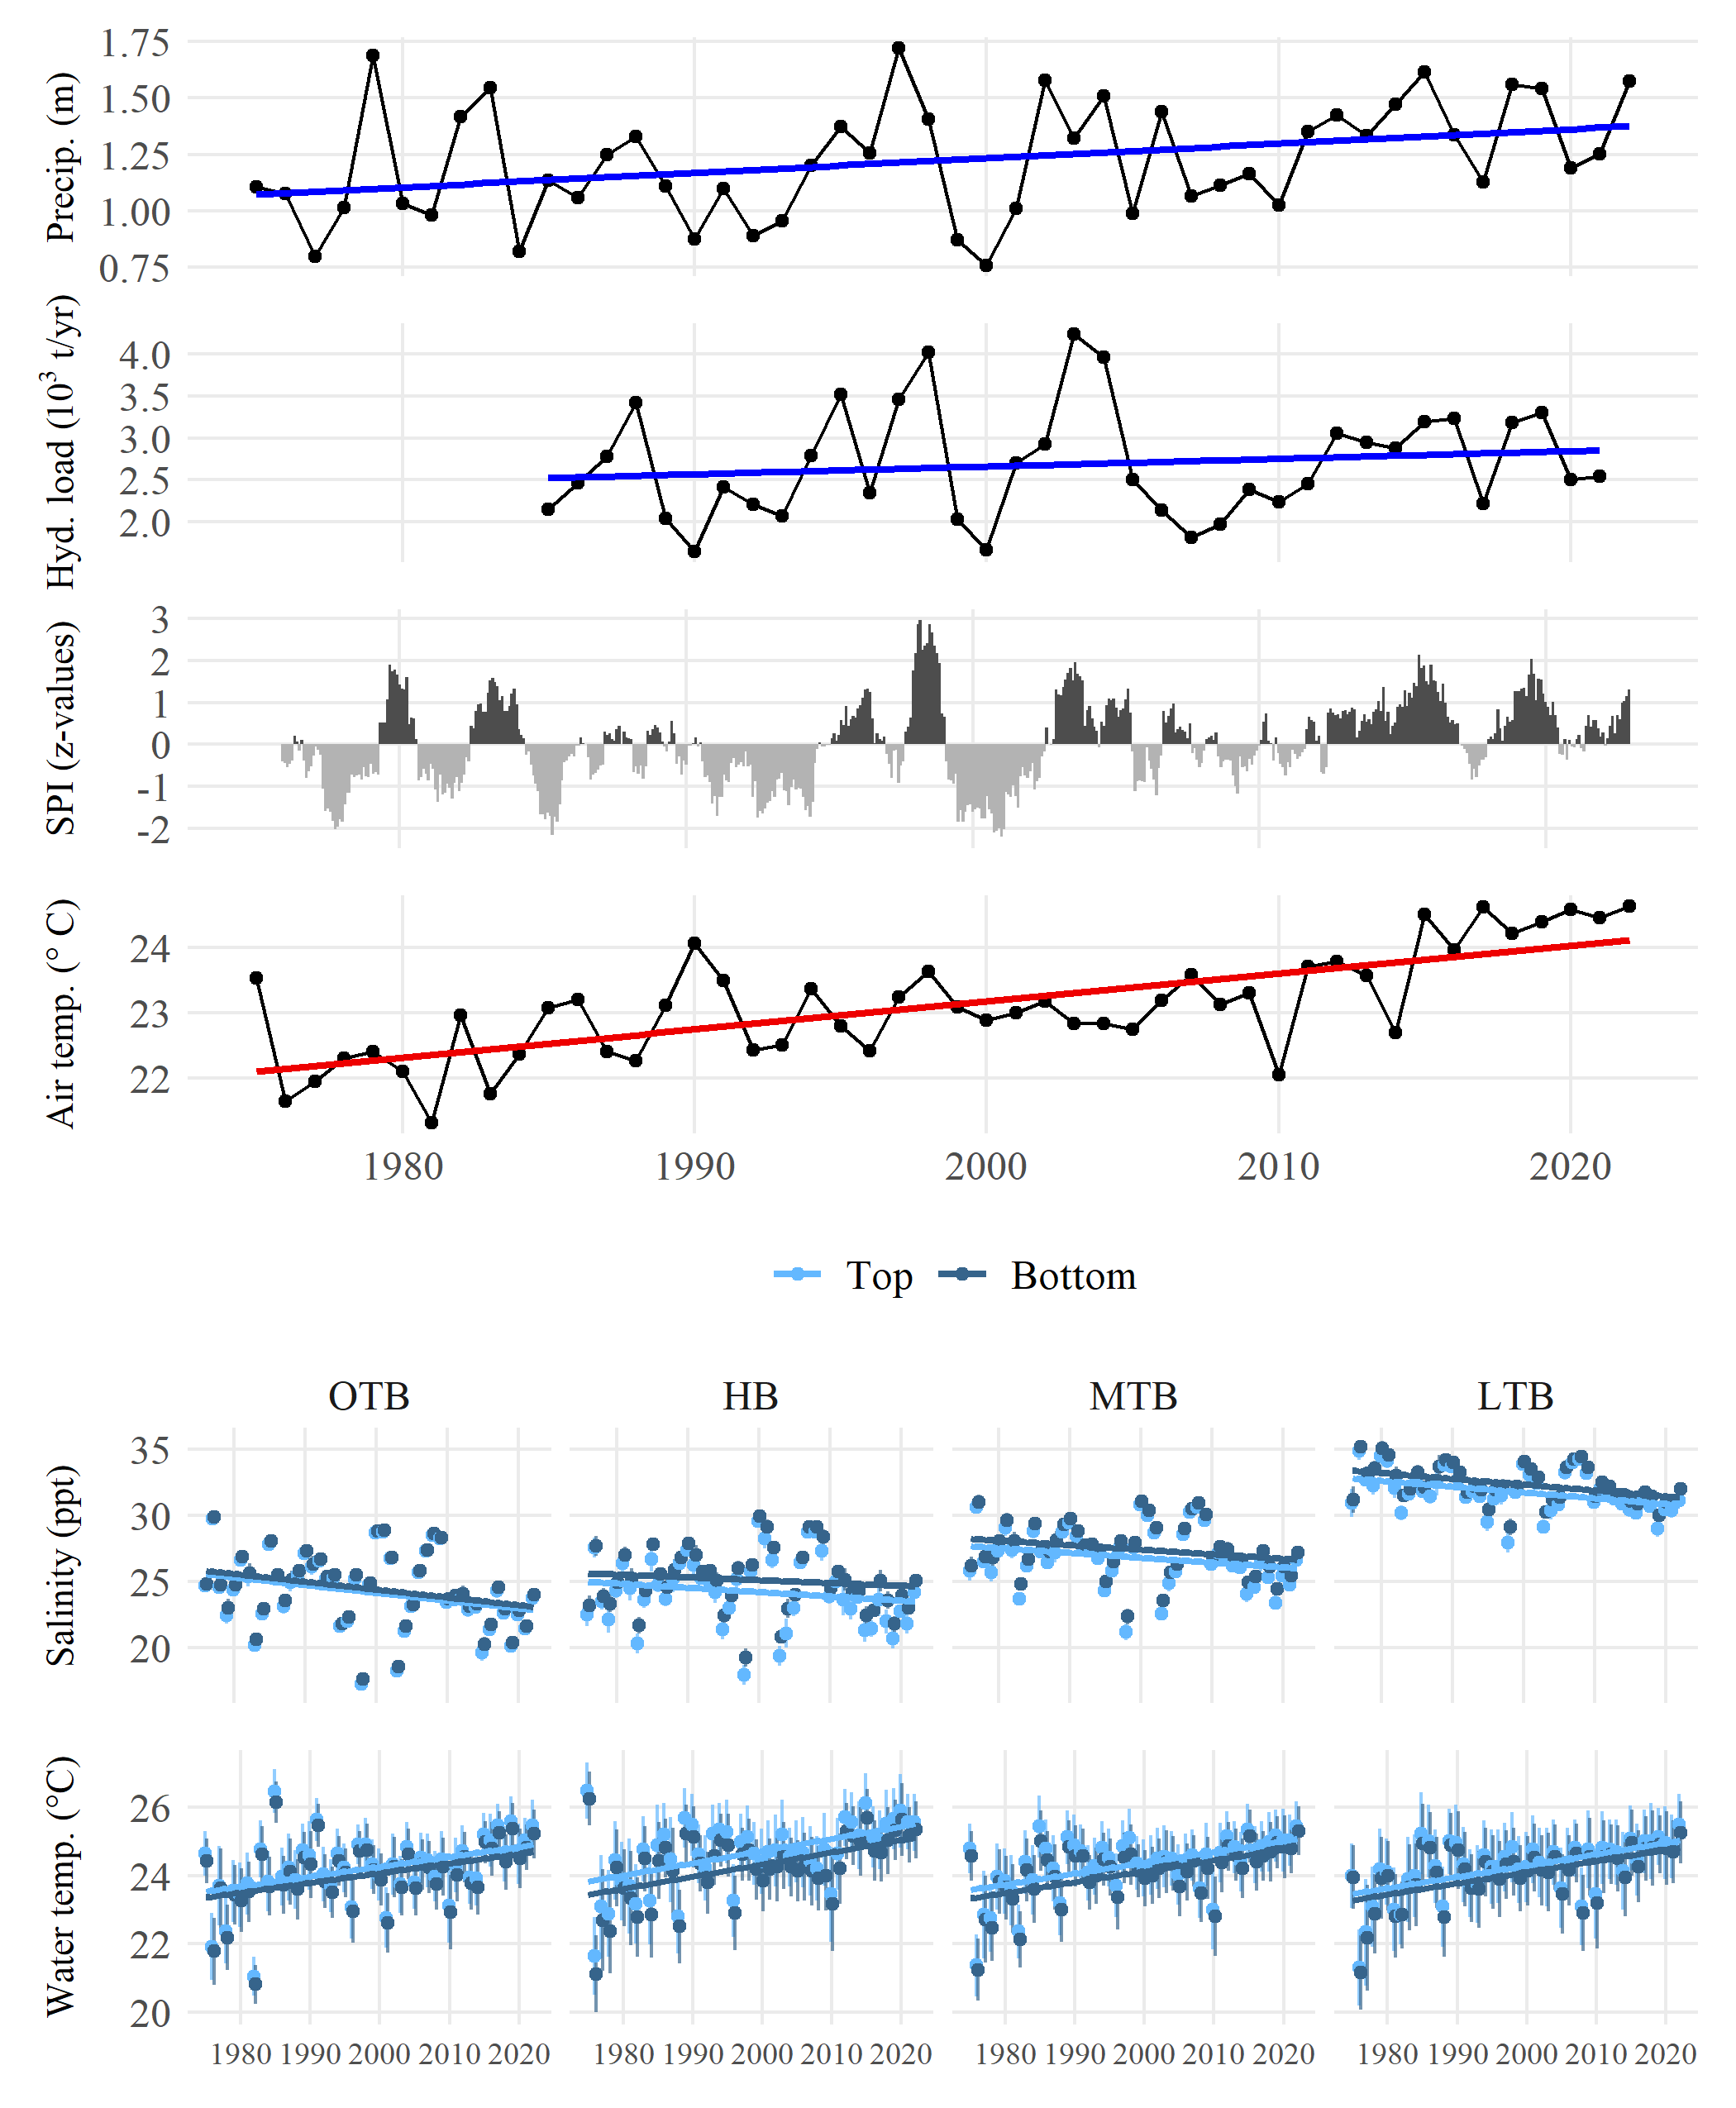 Precip. (m)
1.75
1.50
1.25
1.00
0.75
Hyd. load (10³ t/yr)
4.0
3.5
3.0
2.5
2.0
SPI (z-values)
3
2
1
0
-1
-2
Air temp. (° C)
24
23
22
1980 1990 2000 2010 2020
Top Bottom
OTB HB MTB LTB
Salinity (ppt)
35
30
25
20
Water temp. (°C)
26
24
22
20
1980 1990 2000 2010 2020 1980 1990 2000 2010 2020 1980 1990 2000 2010 2020 1980 1990 2000 2010 2020